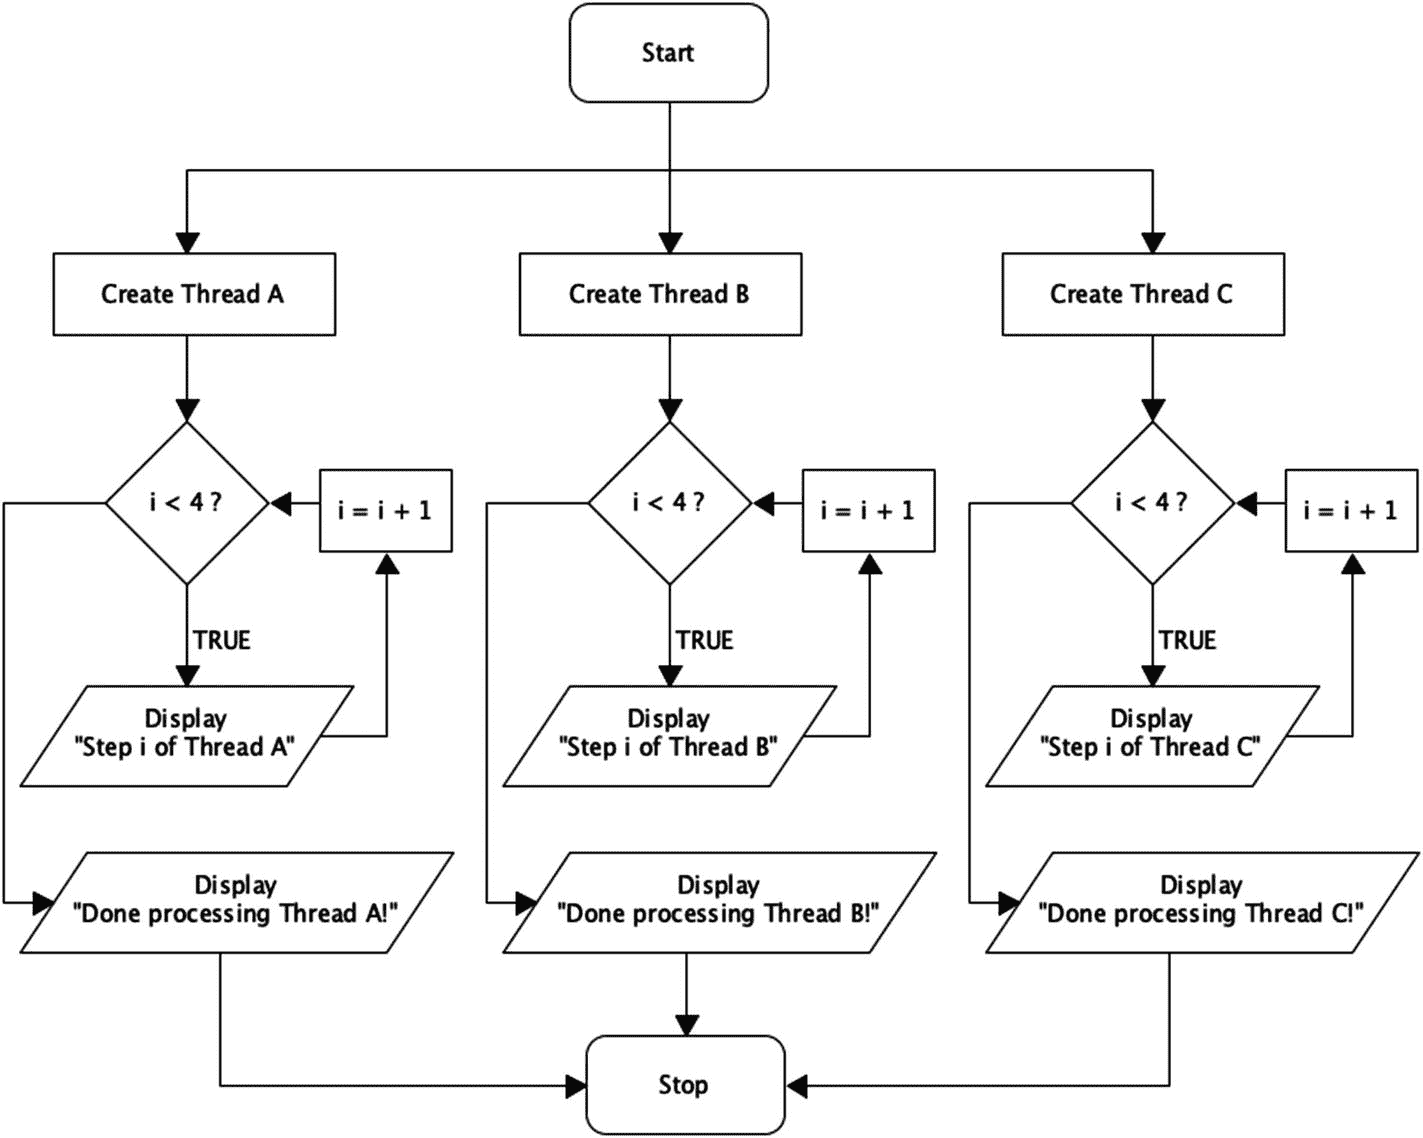 Start
Create Thread A
Create Thread B
Create Thread C
i < 4 ?
i = i + 1
i < 4 ?
i = i + 1
i < 4 ?
i = i + 1
TRUE
TRUE
TRUE
Display
"Step i of Thread A"
Display
"Step i of Thread B"
Display
"Step i of Thread C"
Display
"Done processing Thread A!"
Display
"Done processing Thread B!"
Display
"Done processing Thread C!"
Stop